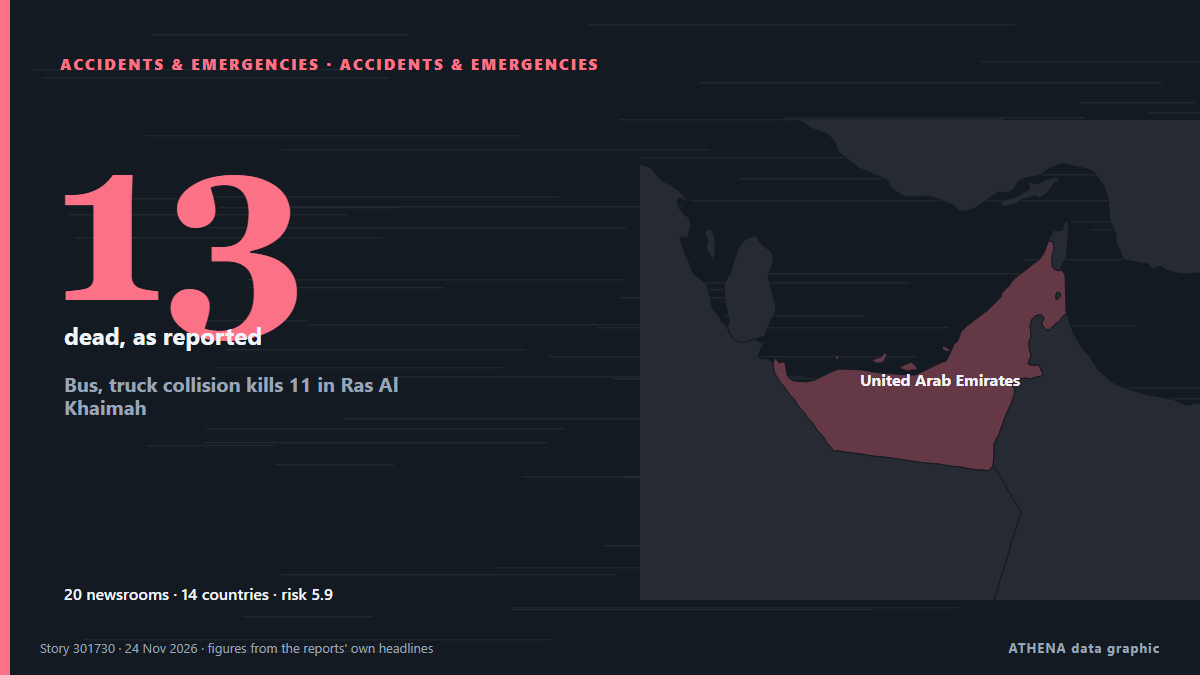 ACCIDENTS & EMERGENCIES · ACCIDENTS & EMERGENCIES
13
dead, as reported
Bus, truck collision kills 11 in Ras Al
Khaimah
United Arab Emirates
20 newsrooms · 14 countries · risk 5.9
Story 301730 · 24 Nov 2026 · figures from the reports' own headlines
ATHENA data graphic